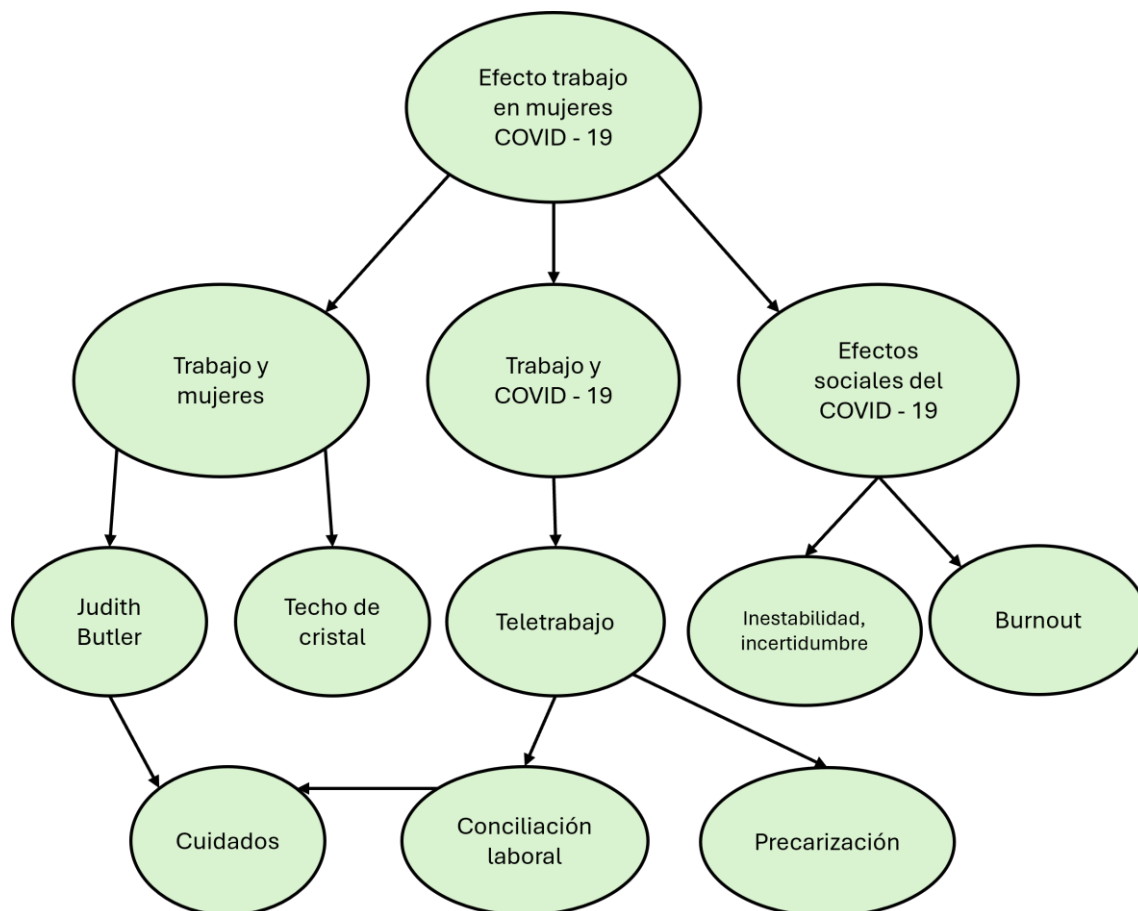 Efecto trabajo
en mujeres
COVID - 19
Trabajo y
mujeres
Trabajo y
COVID - 19
Efectos
sociales del
COVID - 19
Judith
Butler
Techo de
cristal
Teletrabajo
Inestabilidad,
incertidumbre
Burnout
Cuidados
Conciliación
laboral
Precarización